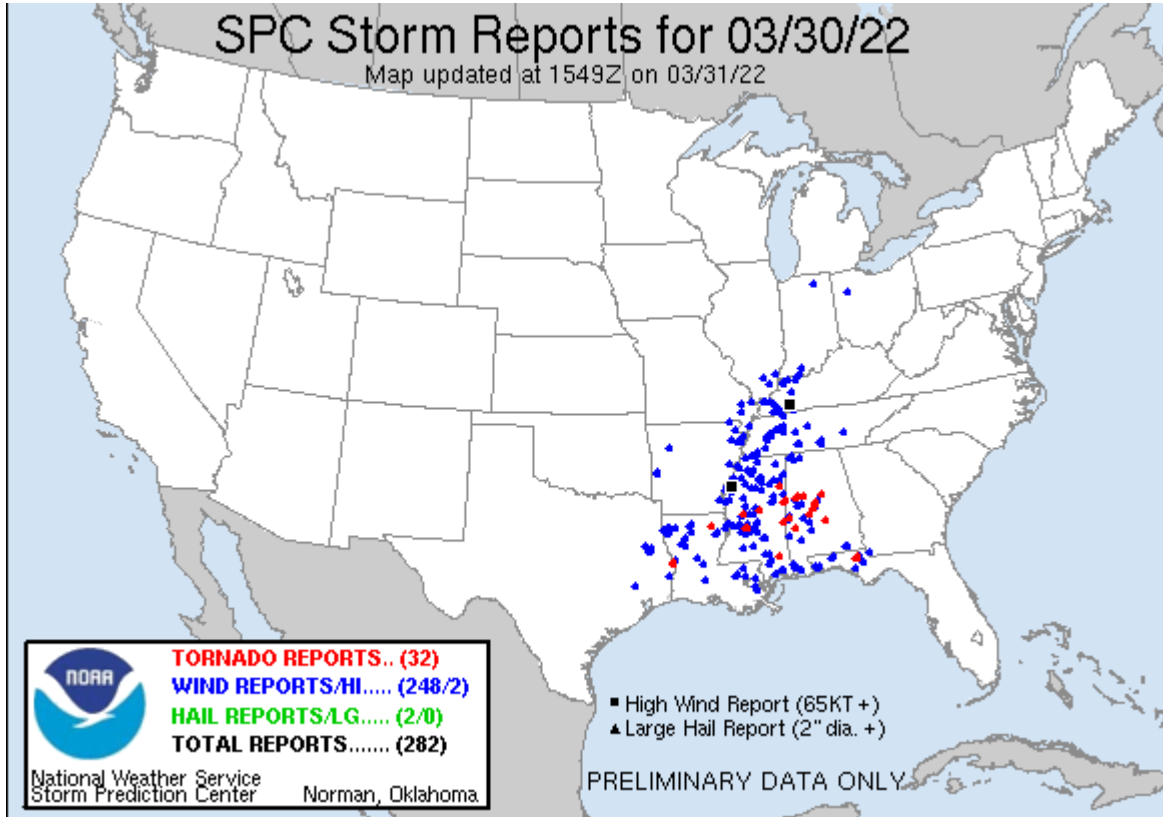 SPC Storm Reports for 03/30/22
Map updated at 1549Z on 03/31/22
NOAA
TORNADO REPORTS.. (32)
WIND REPORTS/HI..... (248/2)
HAIL REPORTS/LG..... (2/0)
TOTAL REPORTS....... (282)
National Weather Service
Storm Prediction Center Norman, Oklahoma
High Wind Report (65KT +)
Large Hail Report (2" dia. +)
PRELIMINARY DATA ONLY